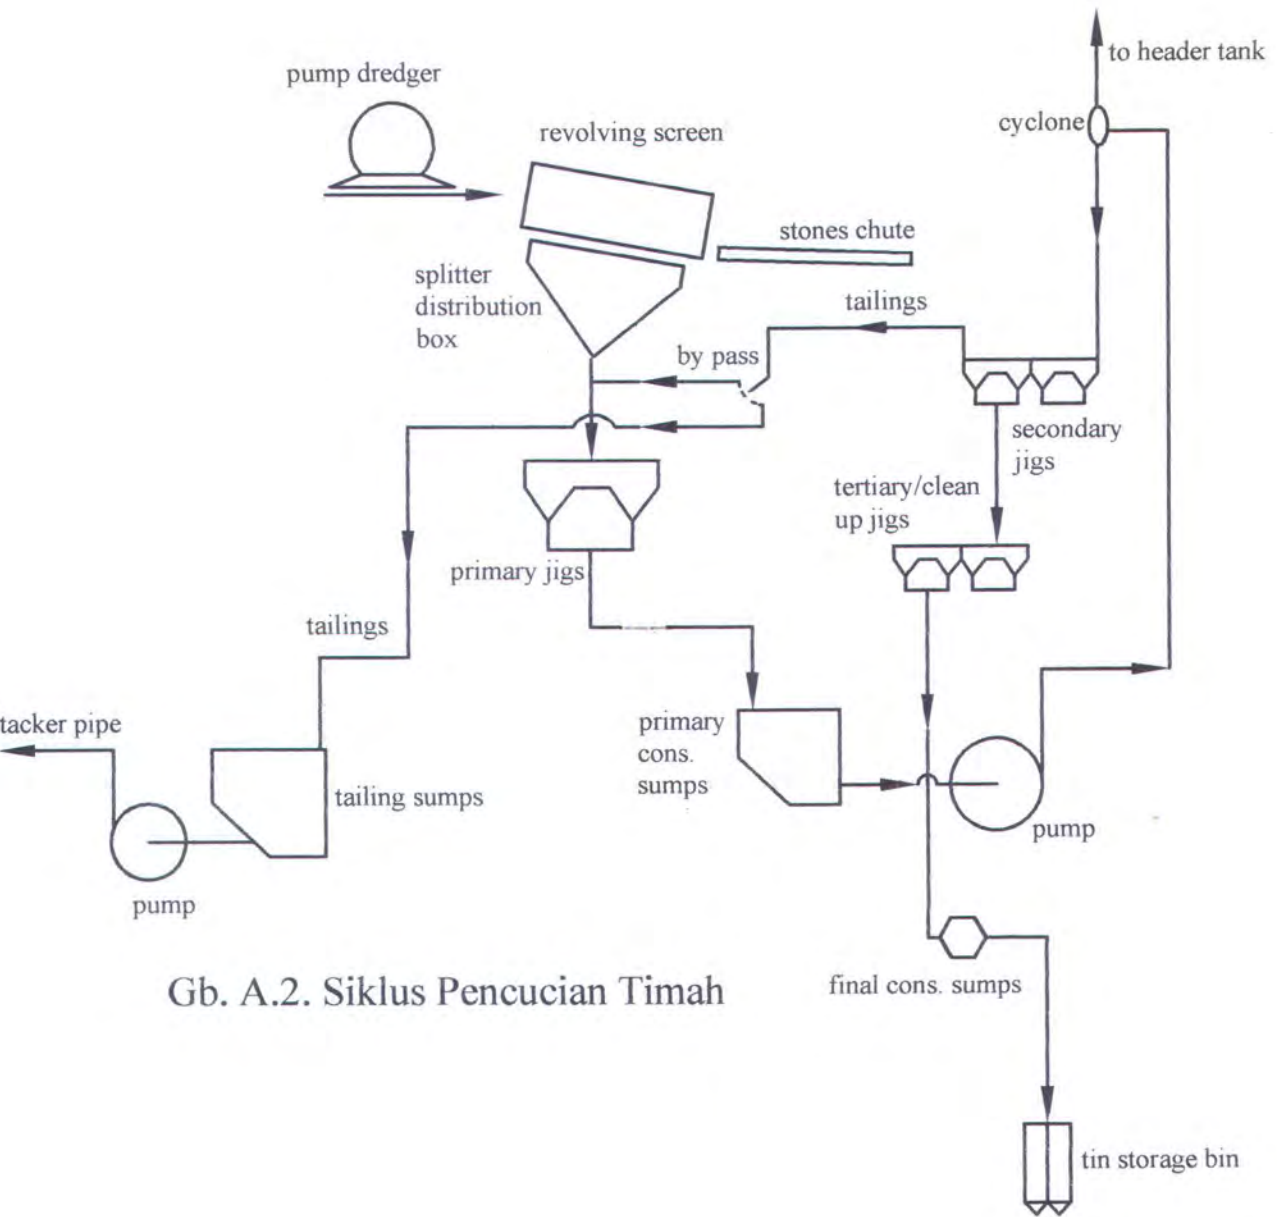 to header tank
pump dredger
cyclone
revolving screen
stones chute
splitter
distribution
box
tailings
by pass
secondary
jigs
tertiary/clean
up jigs
primary jigs
tailings
tacker pipe
primary
cons.
sumps
tailing sumps
pump
pump
Gb. A.2. Siklus Pencucian Timah
final cons. sumps
tin storage bin